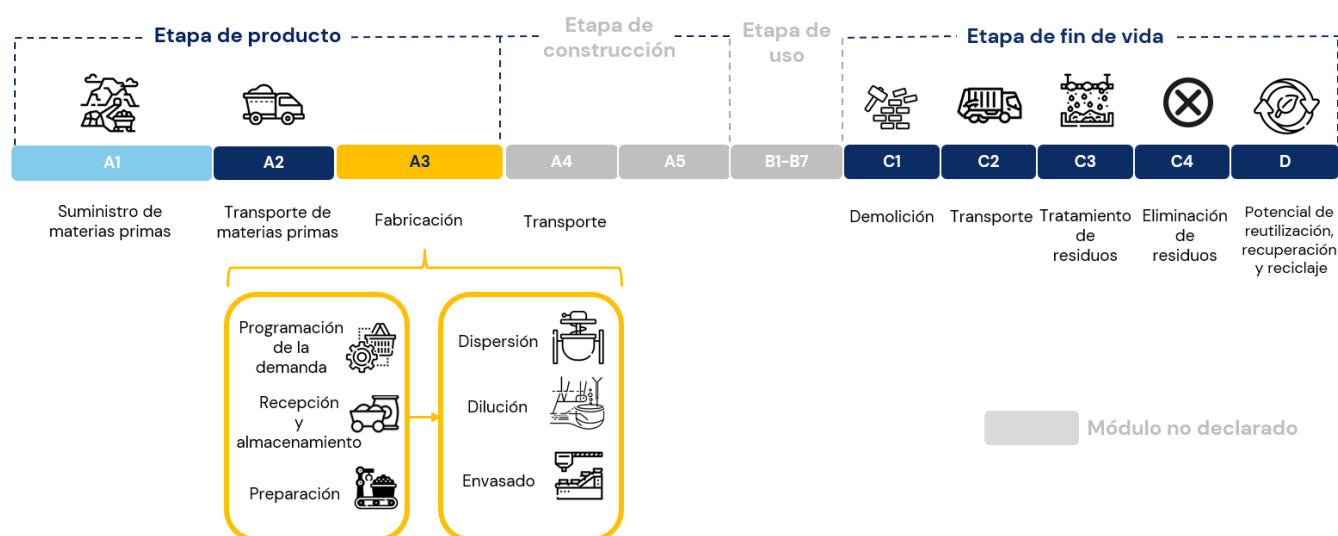 Etapa de producto
Etapa de
construcción
Etapa de
uso
Etapa de fin de vida
A1
A2
A3
A4
A5
B1-B7
C1
C2
C3
C4
D
Suministro de
materias primas
Transporte de
materias primas
Fabricación
Transporte
Demolición
Transporte
Tratamiento
de
residuos
Eliminación
de
residuos
Potencial de
reutilización,
recuperación
y reciclaje
Programación
de la
demanda
Recepción
y
almacenamiento
Preparación
Dispersión
Dilución
Envasado
Módulo no declarado